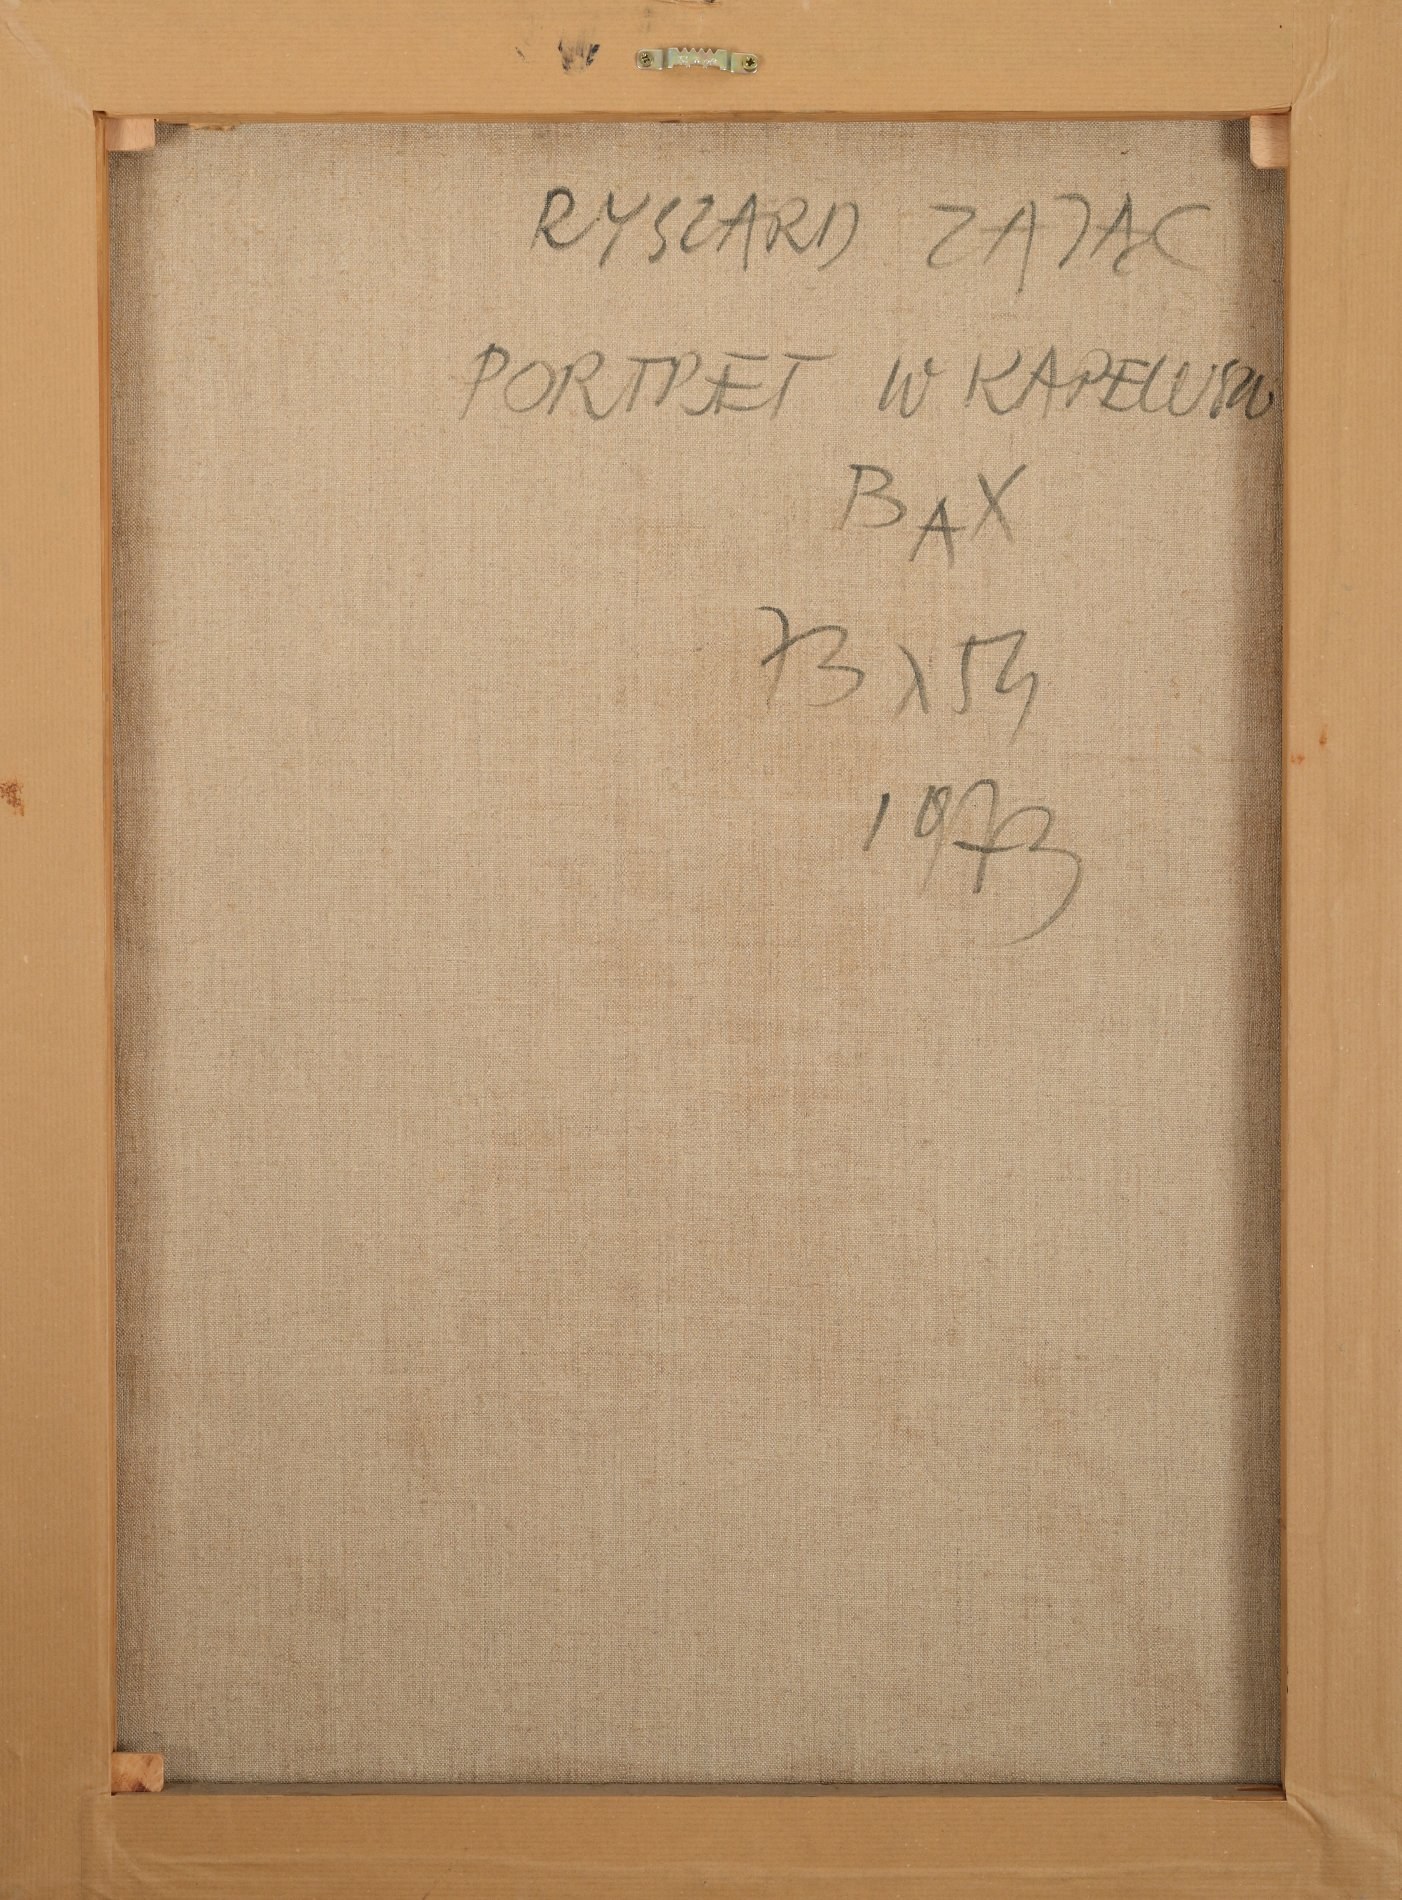 RYSZARD ZAJĄC
PORTRET W KAPELUSZU
BAX
73 x 54
1973